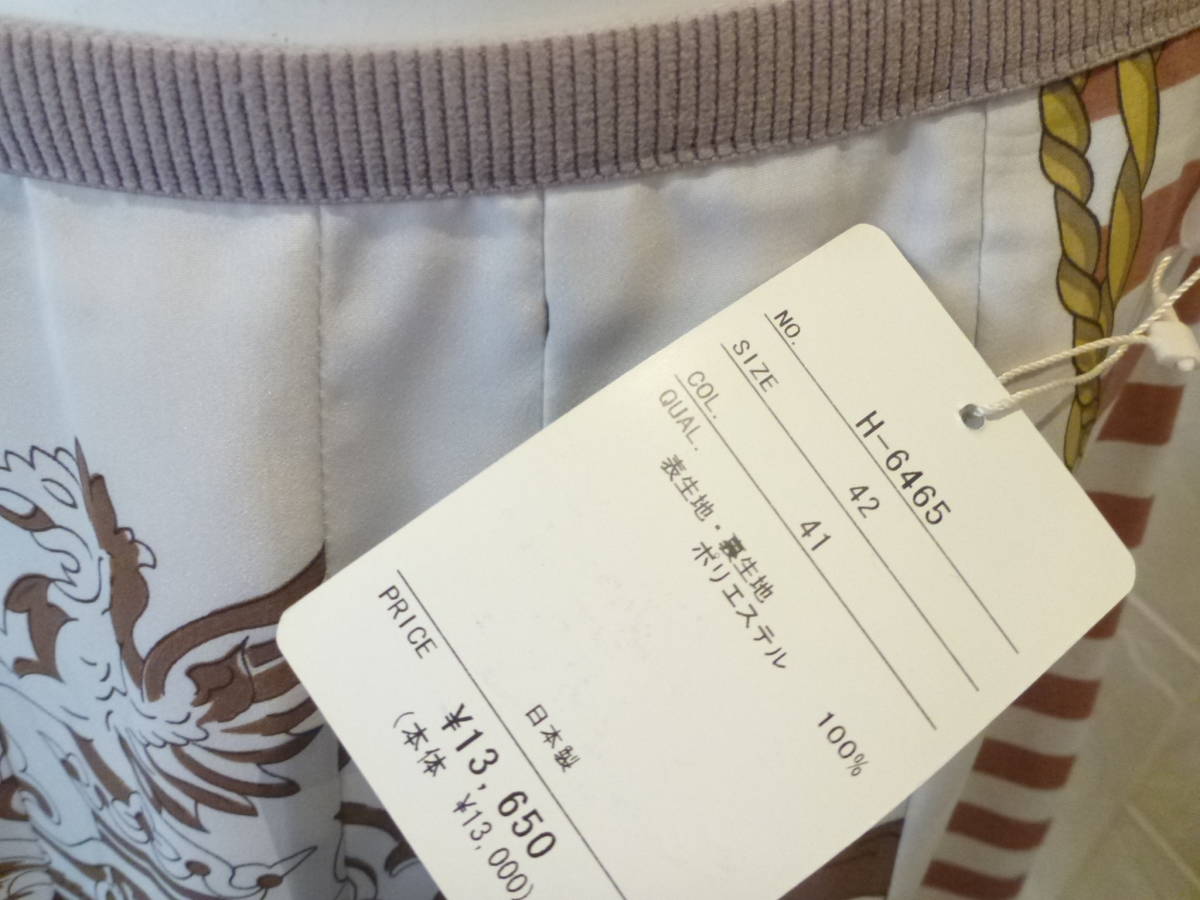 NO. H-6465
SIZE 42
COL. 41
QUAL.
表生地・裏生地
ポリエステル 100%
日本製
PRICE ¥13,650
(本体 ¥13,000)